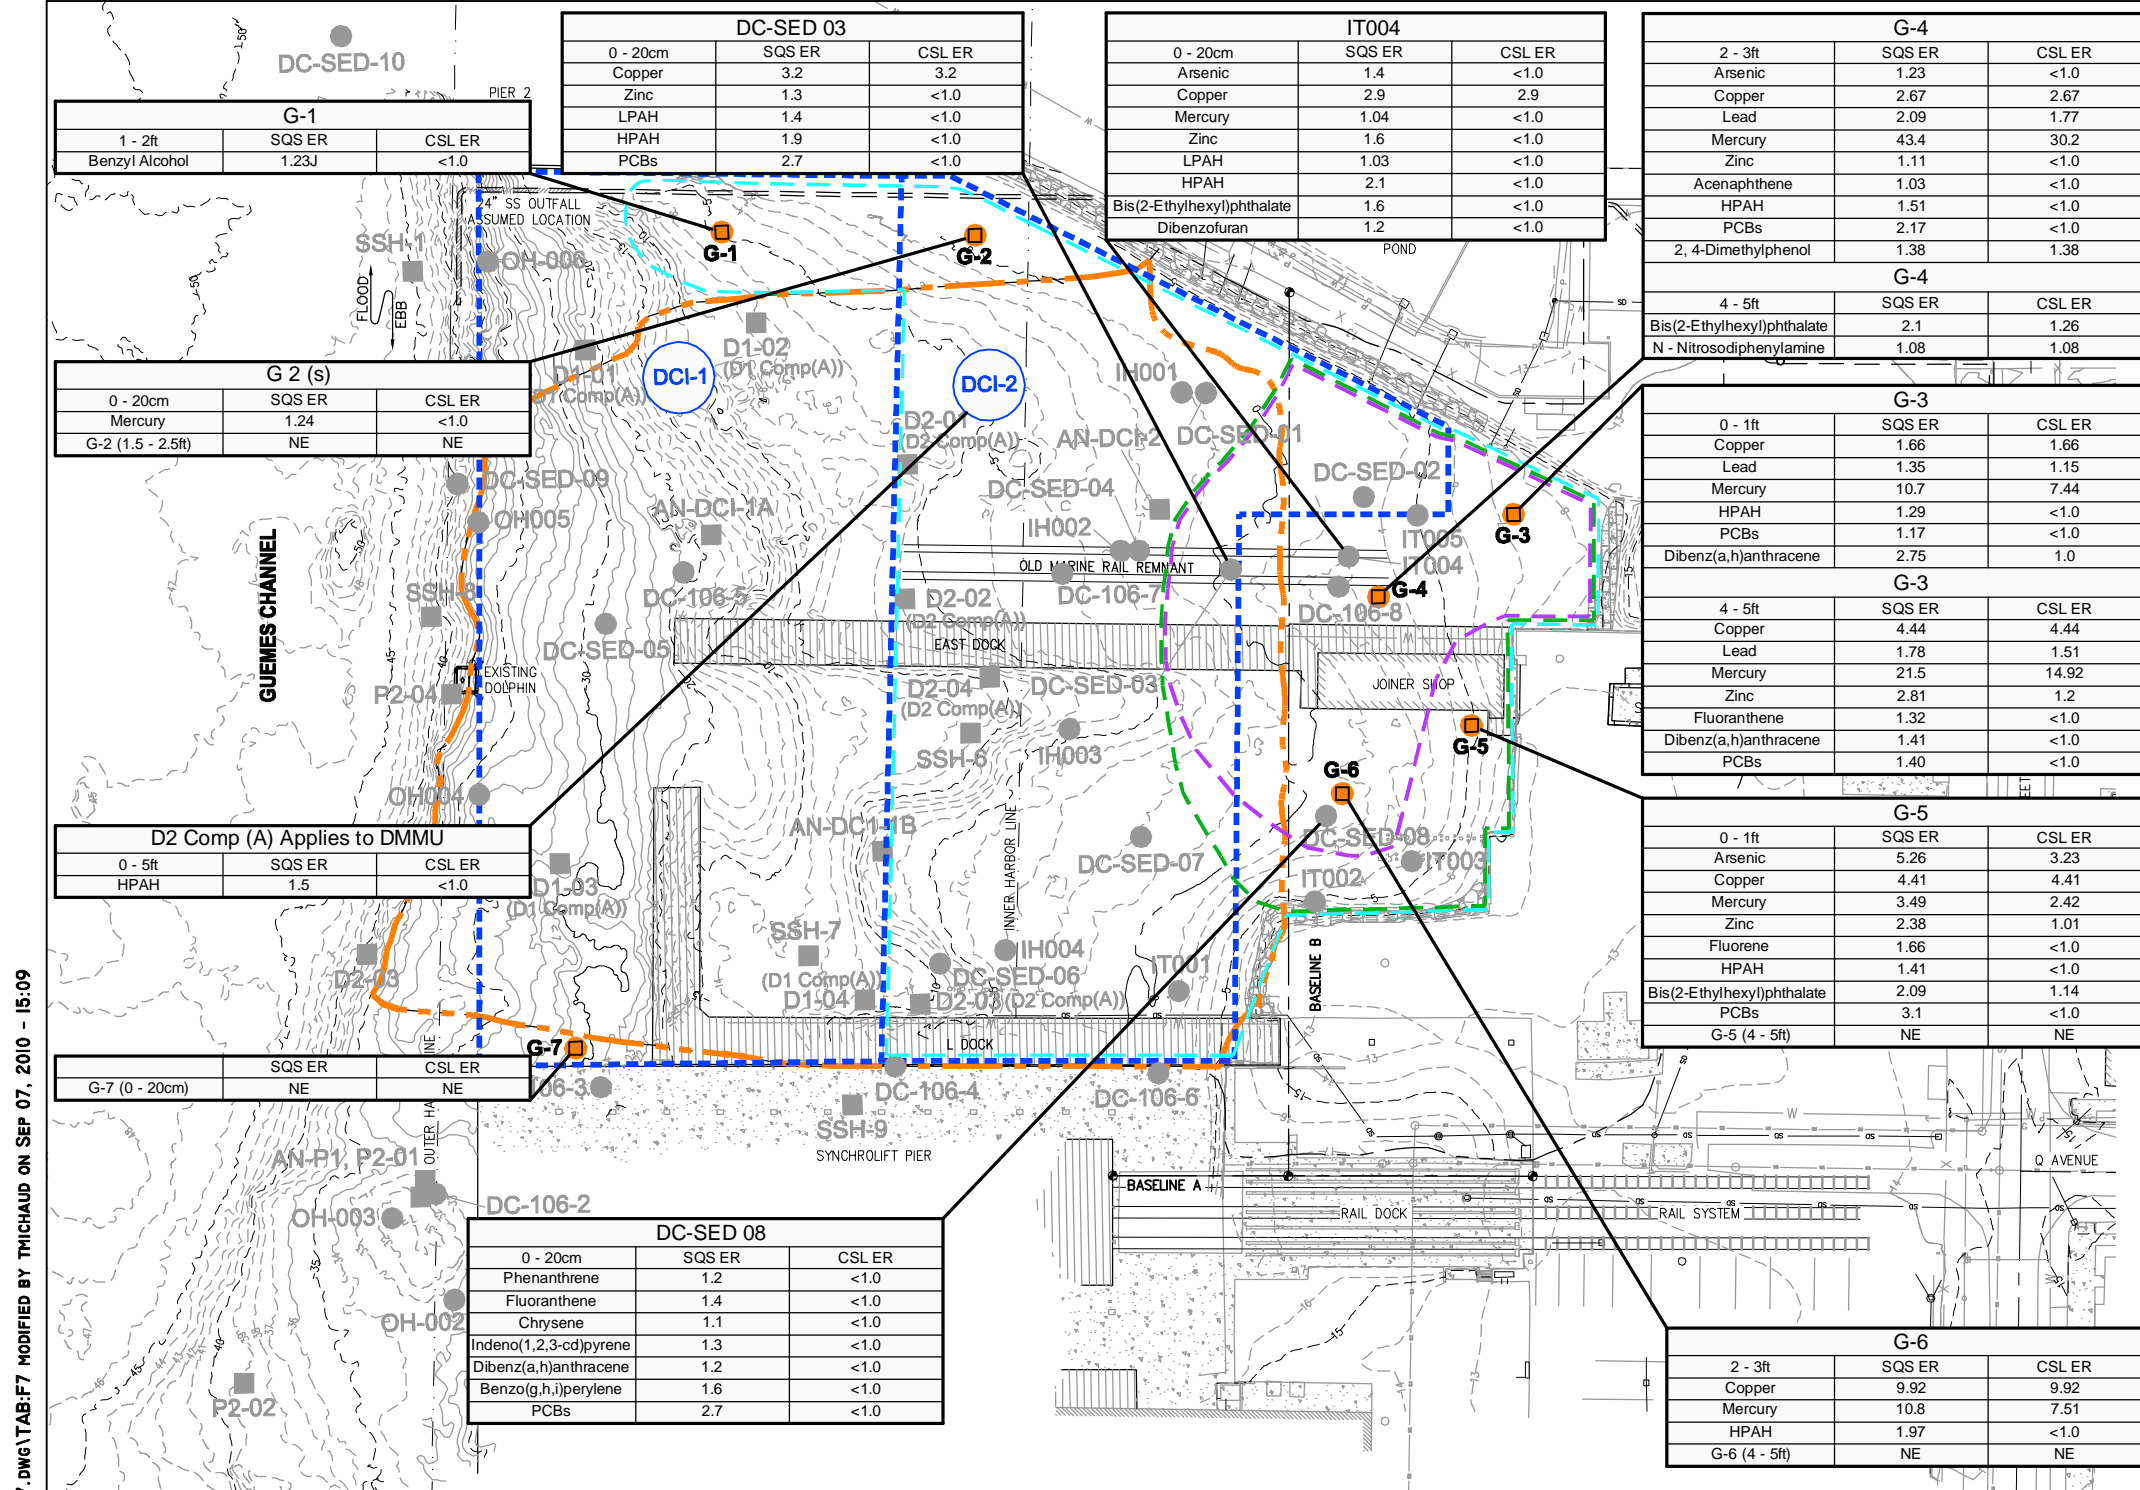 DC-SED-10
PIER 2
DC-SED 03
0 - 20cm SQS ER CSL ER
Copper 3.2 3.2
Zinc 1.3 <1.0
LPAH 1.4 <1.0
HPAH 1.9 <1.0
PCBs 2.7 <1.0
IT004
0 - 20cm SQS ER CSL ER
Arsenic 1.4 <1.0
Copper 2.9 2.9
Mercury 1.04 <1.0
Zinc 1.6 <1.0
LPAH 1.03 <1.0
HPAH 2.1 <1.0
Bis(2-Ethylhexyl)phthalate 1.6 <1.0
Dibenzofuran 1.2 <1.0
G-4
2 - 3ft SQS ER CSL ER
Arsenic 1.23 <1.0
Copper 2.67 2.67
Lead 2.09 1.77
Mercury 43.4 30.2
Zinc 1.11 <1.0
Acenaphthene 1.03 <1.0
HPAH 1.51 <1.0
PCBs 2.17 <1.0
2, 4-Dimethylphenol 1.38 1.38
G-4
4 - 5ft SQS ER CSL ER
Bis(2-Ethylhexyl)phthalate 2.1 1.26
N - Nitrosodiphenylamine 1.08 1.08
G-1
1 - 2ft SQS ER CSL ER
Benzyl Alcohol 1.23J <1.0
24" SS OUTFALL
ASSUMED LOCATION
SSH-1
OH-006
G-1
G-2
POND
FLOOD
EBB
D1-02
(D1 Comp(A))
D1-01
DCI-1
DCI-2
IH001
G 2 (s)
0 - 20cm SQS ER CSL ER
Mercury 1.24 <1.0
G-2 (1.5 - 2.5ft) NE NE
D2-01
(D2 Comp(A))
AN-DCI-2
DC-SED-01
DC-SED-02
G-3
0 - 1ft SQS ER CSL ER
Copper 1.66 1.66
Lead 1.35 1.15
Mercury 10.7 7.44
HPAH 1.29 <1.0
PCBs 1.17 <1.0
Dibenz(a,h)anthracene 2.75 1.0
G-3
4 - 5ft SQS ER CSL ER
Copper 4.44 4.44
Lead 1.78 1.51
Mercury 21.5 14.92
Zinc 2.81 1.2
Fluoranthene 1.32 <1.0
Dibenz(a,h)anthracene 1.41 <1.0
PCBs 1.40 <1.0
DC-SED-09
OH005
AN-DCI-1A
DC-SED-04
IH002
IT005
G-3
IT004
OLD MARINE RAIL REMNANT
GUEMES CHANNEL
SSH-8
DC-106-5
D2-02
(D2 Comp(A))
DC-106-7
DC-106-8
G-4
DC-SED-05
EAST DOCK
EXISTING
DOLPHIN
P2-04
D2-04
(D2 Comp(A))
DC-SED-03
JOINER SHOP
SSH-6
IH003
G-5
G-6
OH004
D2 Comp (A) Applies to DMMU
0 - 5ft SQS ER CSL ER
HPAH 1.5 <1.0
AN-DC1-1B
INNER HARBOR LINE
DC-SED-07
DC-SED-08
IT003
IT002
G-5
0 - 1ft SQS ER CSL ER
Arsenic 5.26 3.23
Copper 4.41 4.41
Mercury 3.49 2.42
Zinc 2.38 1.01
Fluorene 1.66 <1.0
HPAH 1.41 <1.0
Bis(2-Ethylhexyl)phthalate 2.09 1.14
PCBs 3.1 <1.0
G-5 (4 - 5ft) NE NE
D1-03
(D1 Comp(A))
SSH-7
(D1 Comp(A))
D1-04
IH004
DC-SED-06
D2-03 (D2 Comp(A))
IT001
BASELINE B
D2-03
L DOCK
G-7
SQS ER CSL ER
G-7 (0 - 20cm) NE NE
106-3
DC-106-4
DC-106-6
SSH-9
SYNCHROLIFT PIER
AN-P1, P2-01
DC-106-2
OH-003
BASELINE A
RAIL DOCK
RAIL SYSTEM
Q AVENUE
DC-SED 08
0 - 20cm SQS ER CSL ER
Phenanthrene 1.2 <1.0
Fluoranthene 1.4 <1.0
Chrysene 1.1 <1.0
Indeno(1,2,3-cd)pyrene 1.3 <1.0
Dibenz(a,h)anthracene 1.2 <1.0
Benzo(g,h,i)perylene 1.6 <1.0
PCBs 2.7 <1.0
OH-002
P2-02
G-6
2 - 3ft SQS ER CSL ER
Copper 9.92 9.92
Mercury 10.8 7.51
HPAH 1.97 <1.0
G-6 (4 - 5ft) NE NE
.DWG\TAB:F7 MODIFIED BY TMICHAUD ON SEP 07, 2010 - 15:09